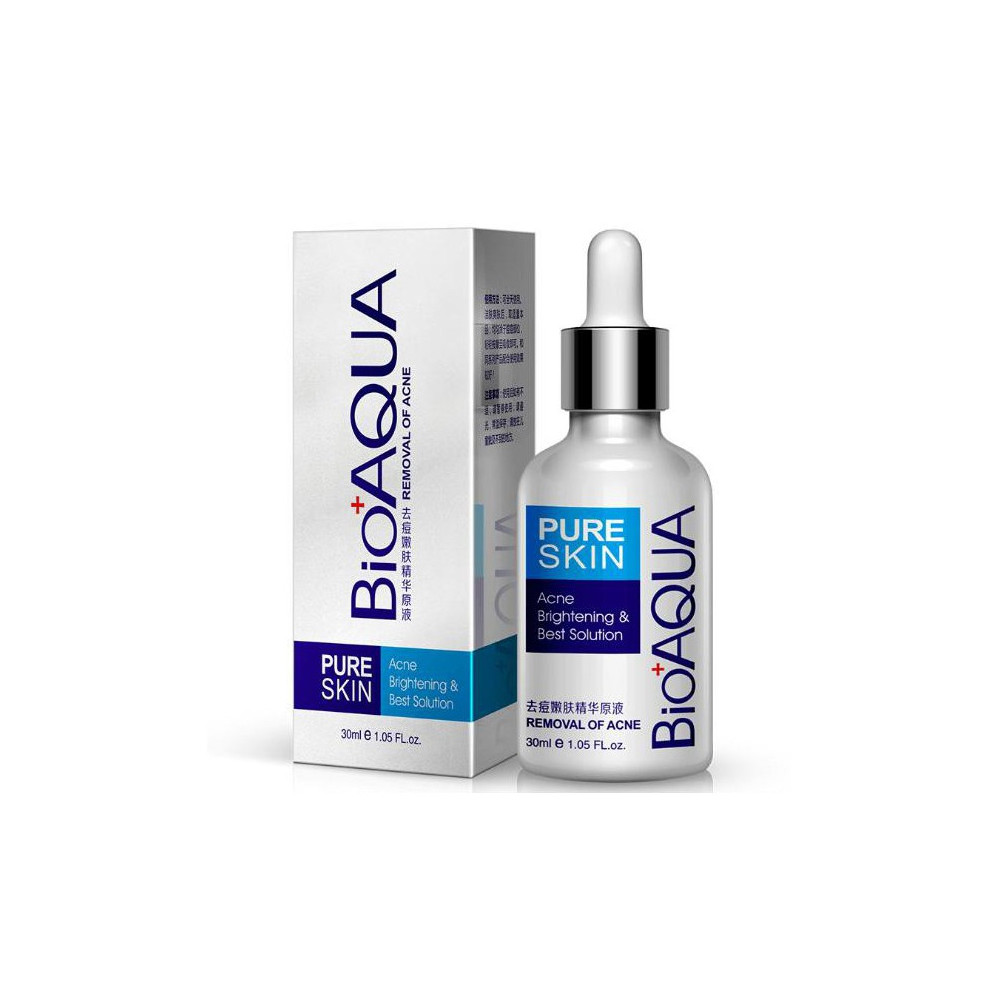 BiOAQUA
REMOVAL OF ACNE
去痘嫩肤精华原液
PURE
SKIN
Acne
Brightening &
Best Solution
30ml e 1.05 FL.oz.
PURE
SKIN
Acne
Brightening &
Best Solution
BiOAQUA
去痘嫩肤精华原液
REMOVAL OF ACNE
30ml e 1.05 FL.oz.